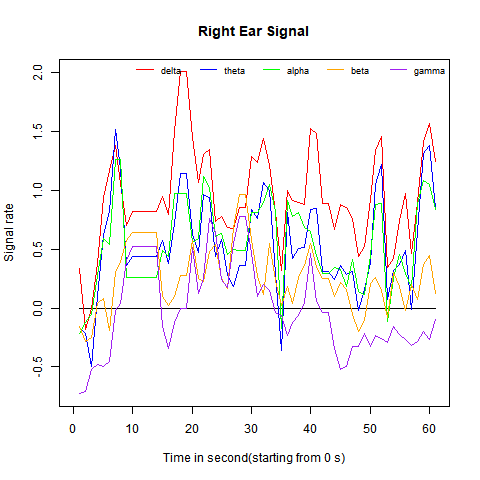 Right Ear Signal
delta theta alpha beta gamma
2.0
1.5
1.0
0.5
0.0
-0.5
Signal rate
0 10 20 30 40 50 60
Time in second(starting from 0 s)